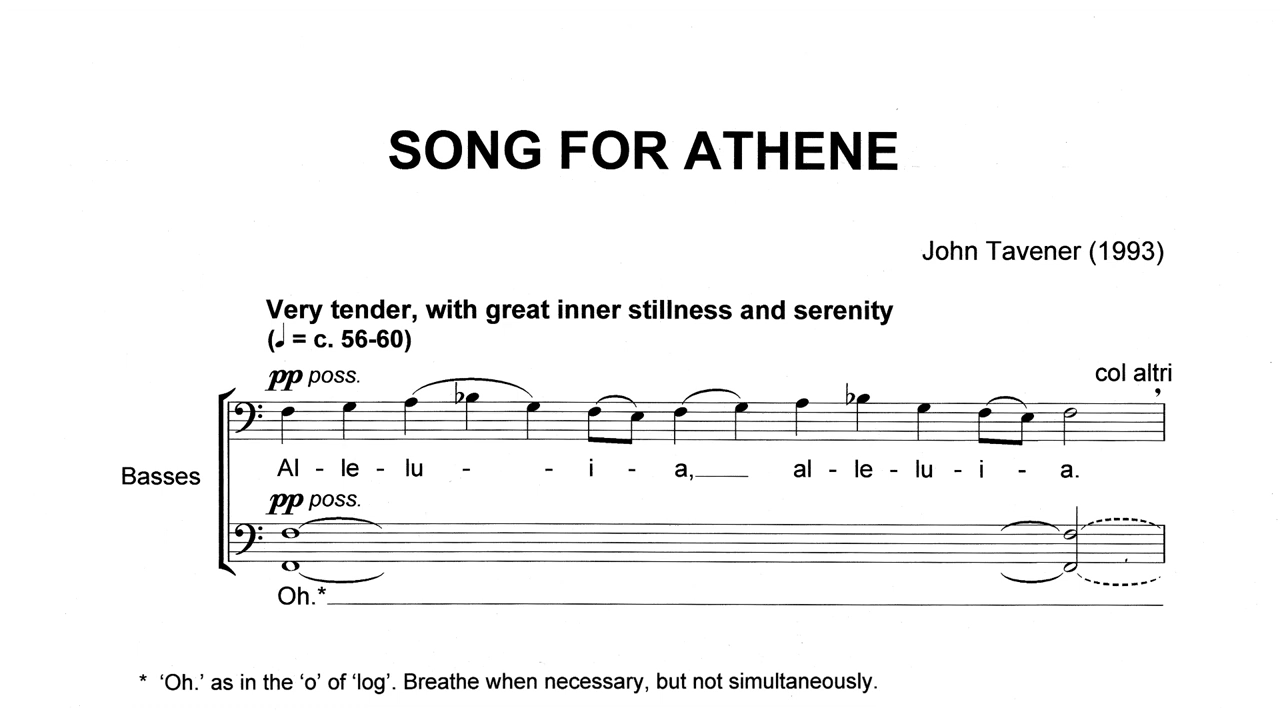 SONG FOR ATHENE
John Tavener (1993)
Very tender, with great inner stillness and serenity
(♩ = c. 56-60)
pp poss.
col altri
Basses
Al - le - lu - - i - a,____ al - le - lu - i - a.
pp poss.
Oh.*
* ‘Oh.’ as in the ‘o’ of ‘log’. Breathe when necessary, but not simultaneously.